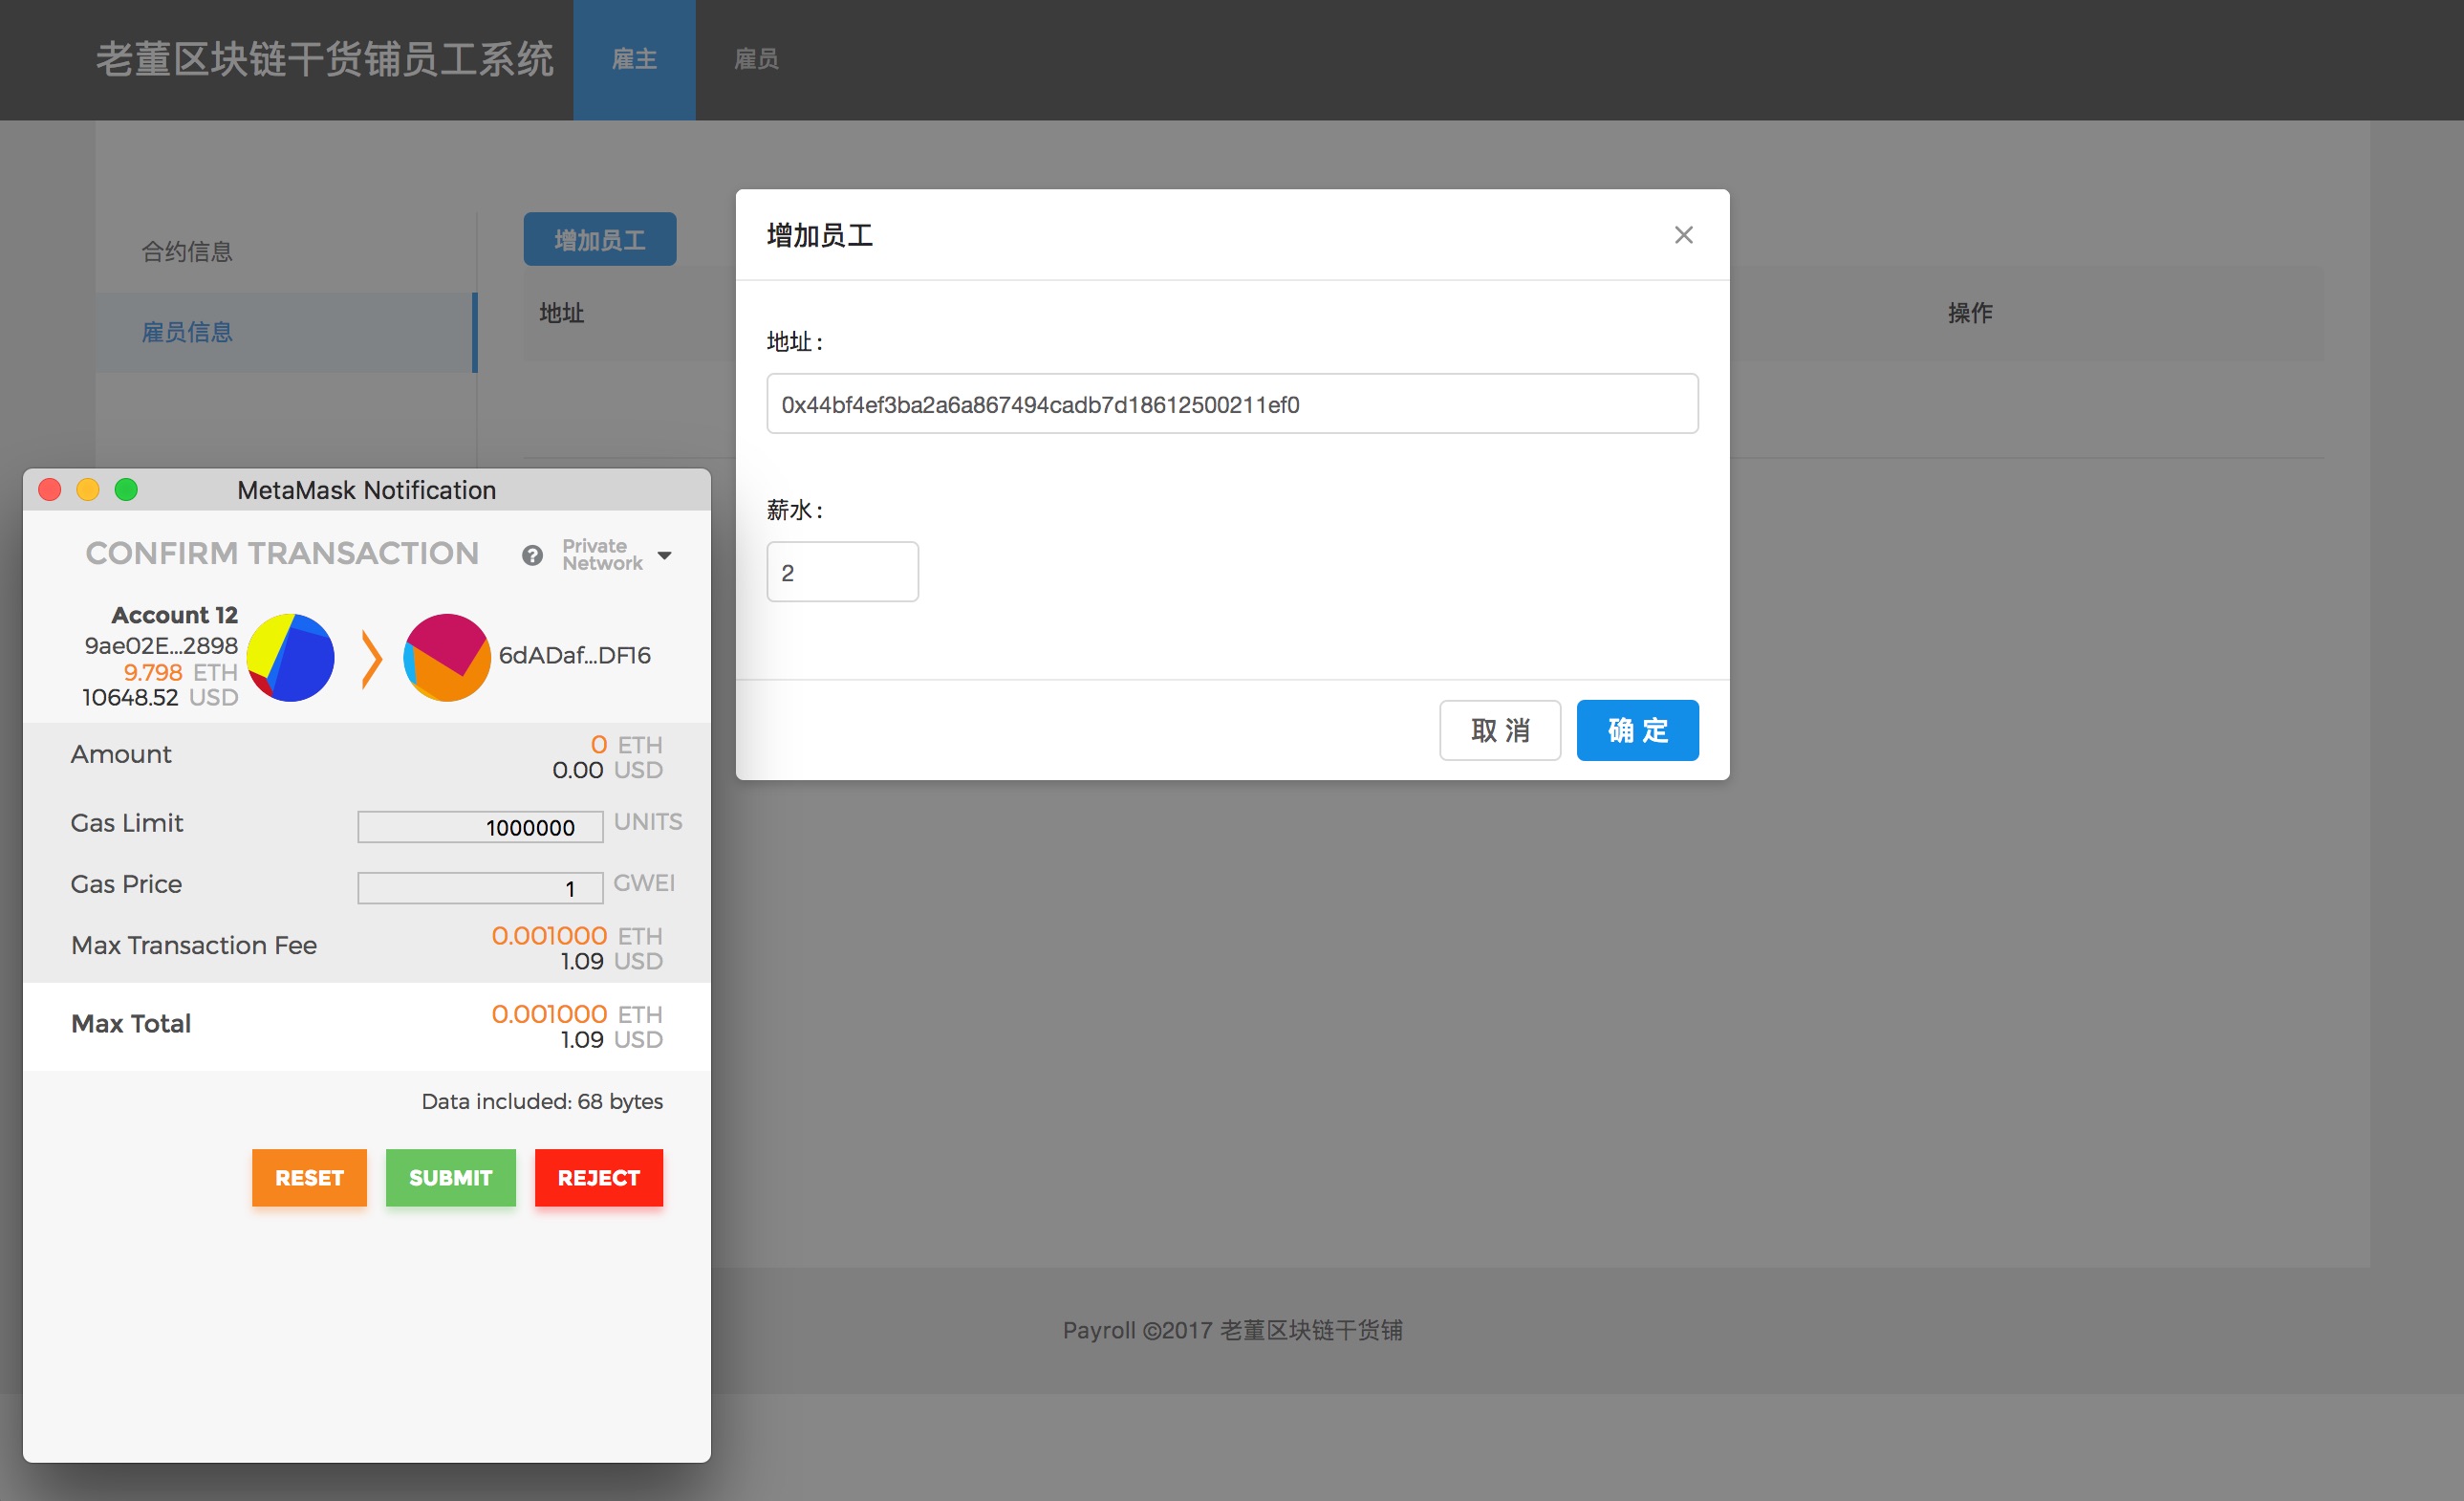 老董区块链干货铺员工系统 雇主 雇员
合约信息
雇员信息
增加员工
地址 操作
增加员工
地址 :
0x44bf4ef3ba2a6a867494cadb7d18612500211ef0
薪水 :
2
取 消 确 定
MetaMask Notification
CONFIRM TRANSACTION ? Private
Network
Account 12
9ae02E...2898
9.798 ETH
10648.52 USD
6dADaf...DF16
Amount 0 ETH
0.00 USD
Gas Limit 1000000 UNITS
Gas Price 1 GWEI
Max Transaction Fee 0.001000 ETH
1.09 USD
Max Total 0.001000 ETH
1.09 USD
Data included: 68 bytes
RESET SUBMIT REJECT
Payroll ©2017 老董区块链干货铺